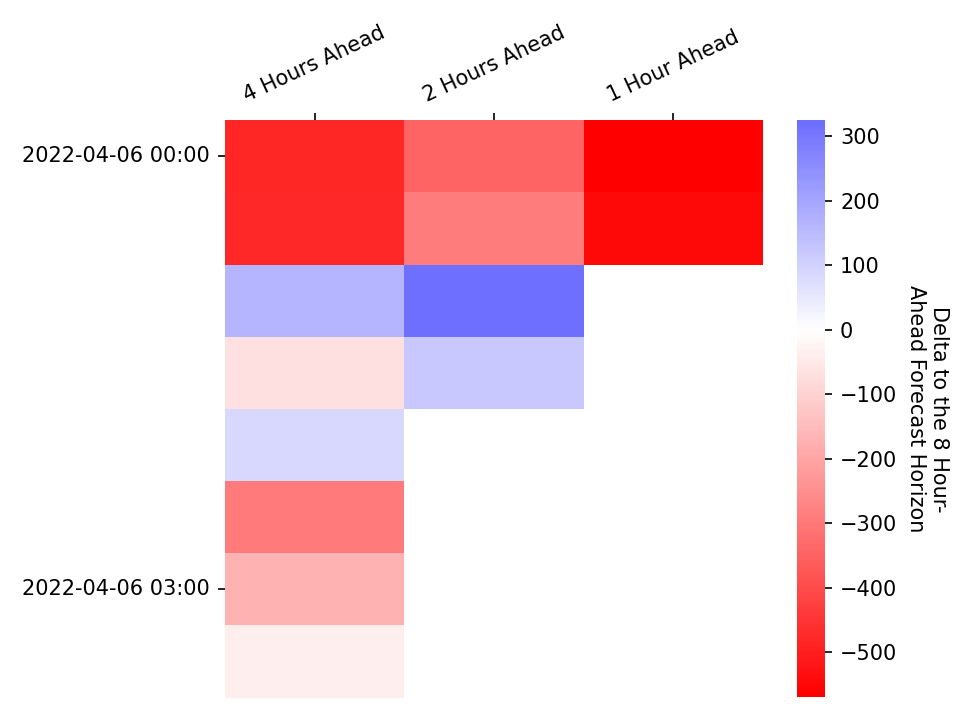 4 Hours Ahead
2 Hours Ahead
1 Hour Ahead
2022-04-06 00:00
2022-04-06 03:00
300
200
100
0
−100
−200
−300
−400
−500
Delta to the 8 Hour-
Ahead Forecast Horizon